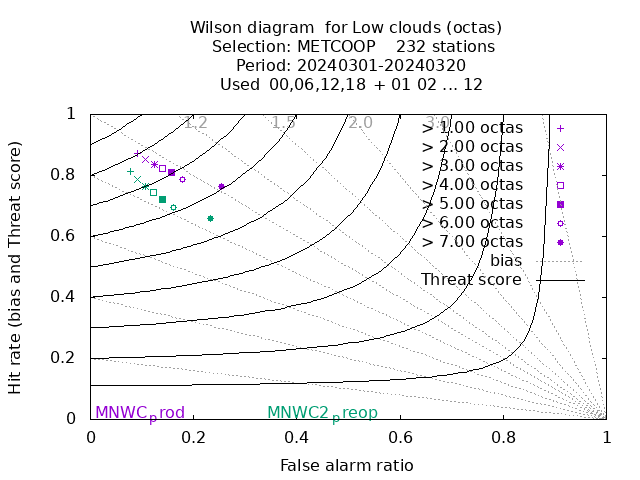 Wilson diagram for Low clouds (octas)
Selection: METCOOP 232 stations
Period: 20240301-20240320
Used 00,06,12,18 + 01 02 ... 12
Hit rate (bias and Threat score)
1
0.8
0.6
0.4
0.2
0
1.2 1.5 2.0 3.0
> 1.00 octas
> 2.00 octas
> 3.00 octas
> 4.00 octas
> 5.00 octas
> 6.00 octas
> 7.00 octas
bias
Threat score
MNWCprod MNWC2preop
0 0.2 0.4 0.6 0.8 1
False alarm ratio